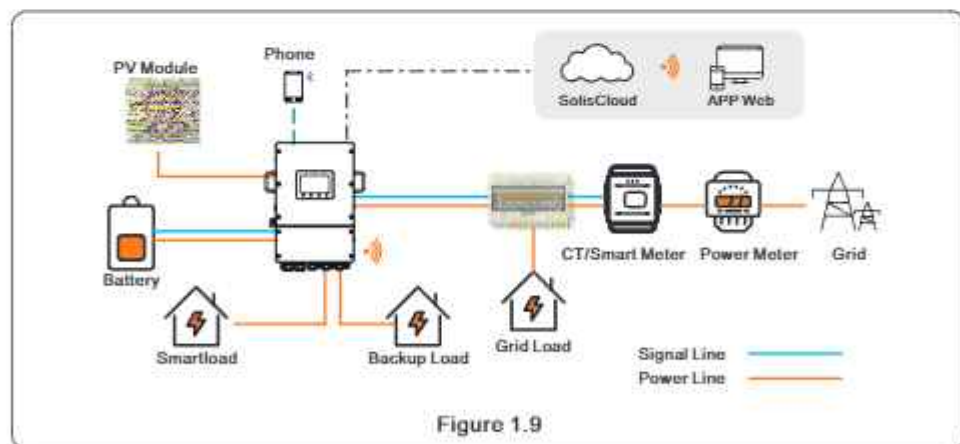 Phone
PV Module
SolisCloud
APP Web
CT/Smart Meter
Power Meter
Grid
Battery
Smartload
Backup Load
Grid Load
Signal Line
Power Line
Figure 1.9